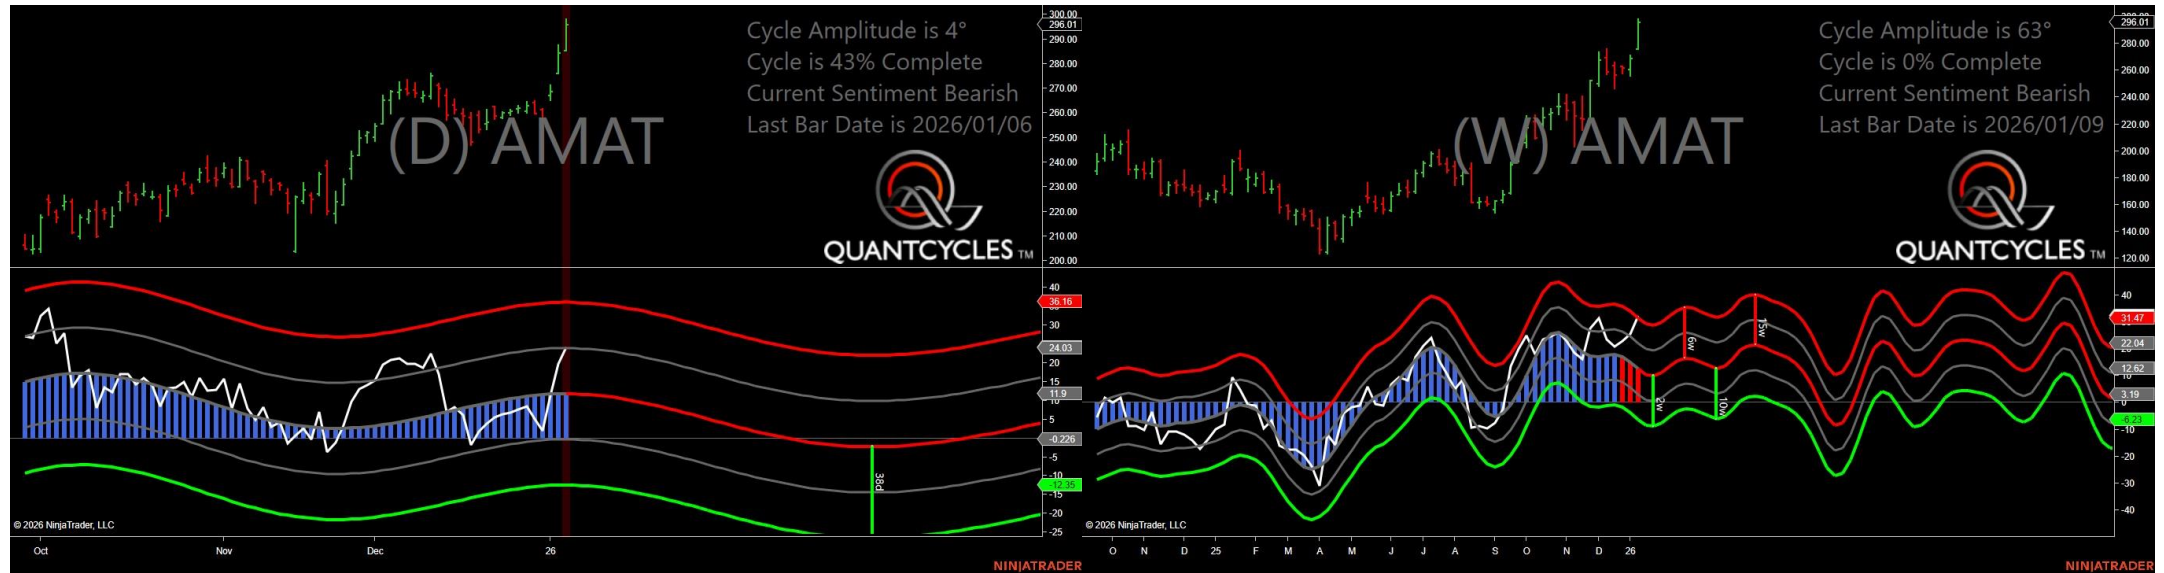 Cycle Amplitude is 4°
Cycle is 43% Complete
Current Sentiment Bearish
Last Bar Date is 2026/01/06
(D) AMAT
QUANTCYCLES TM
300.00
296.01
290.00
280.00
270.00
260.00
250.00
240.00
230.00
220.00
210.00
200.00
40
36.16
30
24.03
20
15
11.9
10
5
-0.226
-5
-12.35
-15
-20
-25
38d
© 2026 NinjaTrader, LLC
Oct
Nov
Dec
26
NINJATRADER
Cycle Amplitude is 63°
Cycle is 0% Complete
Current Sentiment Bearish
Last Bar Date is 2026/01/09
(W) AMAT
QUANTCYCLES TM
296.01
280.00
260.00
240.00
220.00
200.00
180.00
160.00
140.00
120.00
40
31.47
22.04
12.62
3.19
0
-6.23
-10
-20
-30
-40
2w
6w
10w
15w
© 2026 NinjaTrader, LLC
O
N
D
25
F
M
A
M
J
J
A
S
O
N
D
26
NINJATRADER